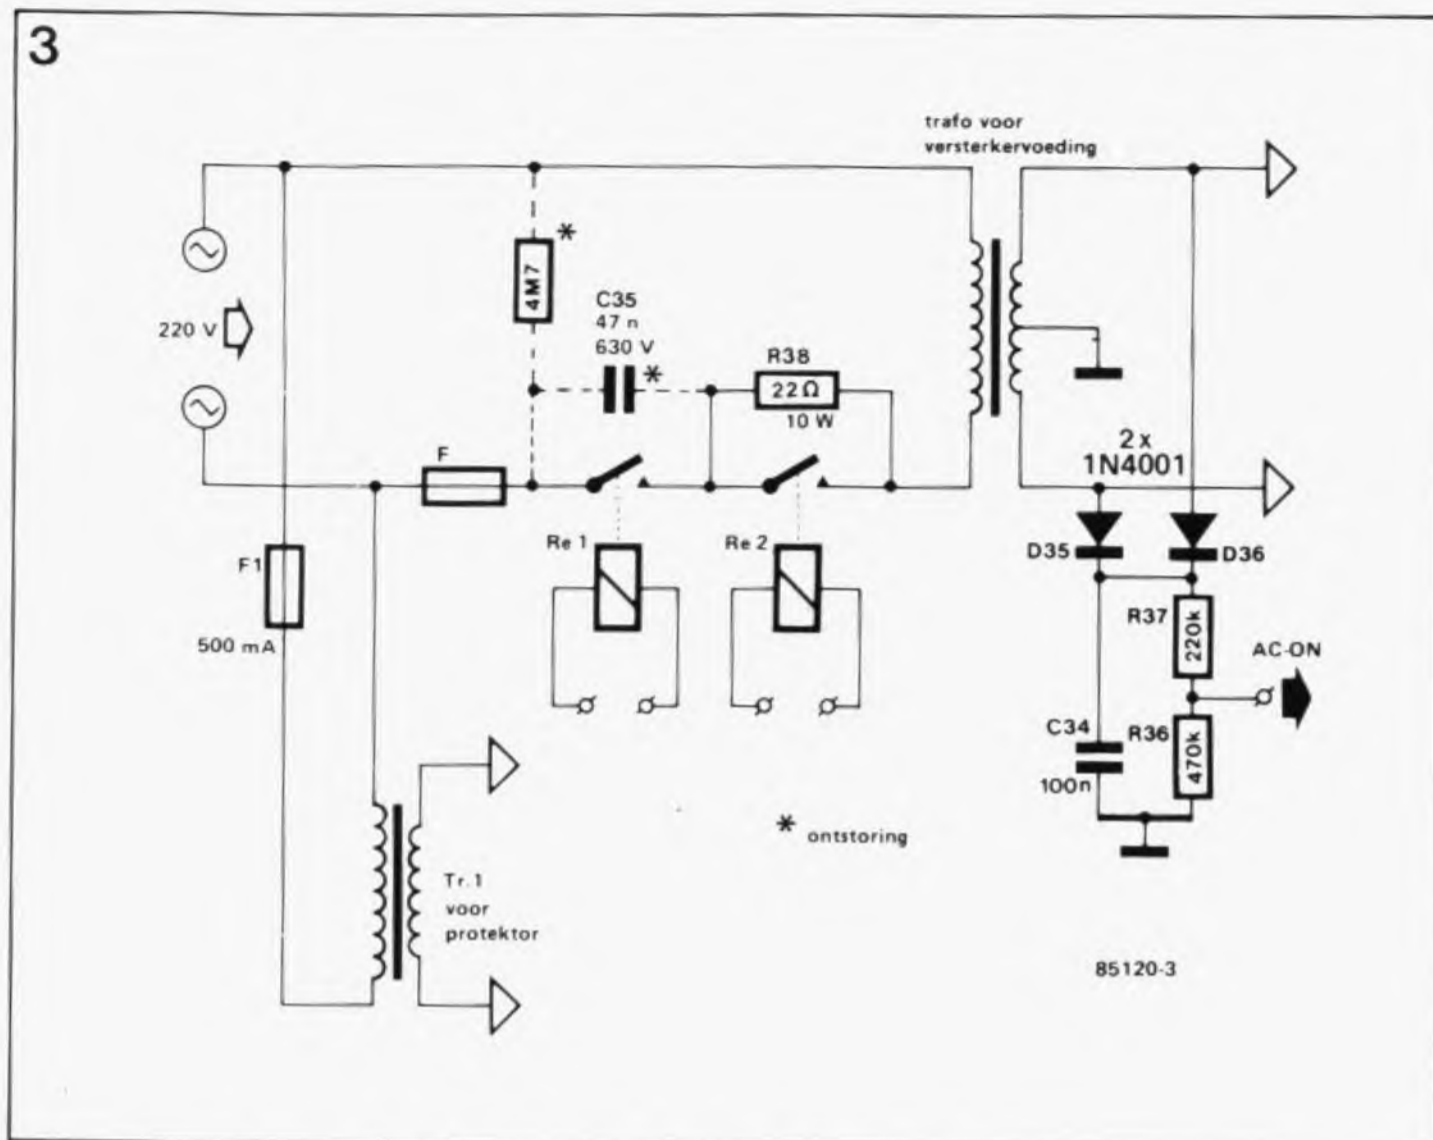 3
trafo voor
versterkervoeding
220 V
4M7
*
C35
47 n
630 V
*
R38
22Ω
10 W
F
2x
1N4001
Re 1
Re 2
D35
D36
F1
500 mA
R37
220k
AC-ON
C34
100n
R36
470k
* ontstoring
Tr.1
voor
protektor
85120-3